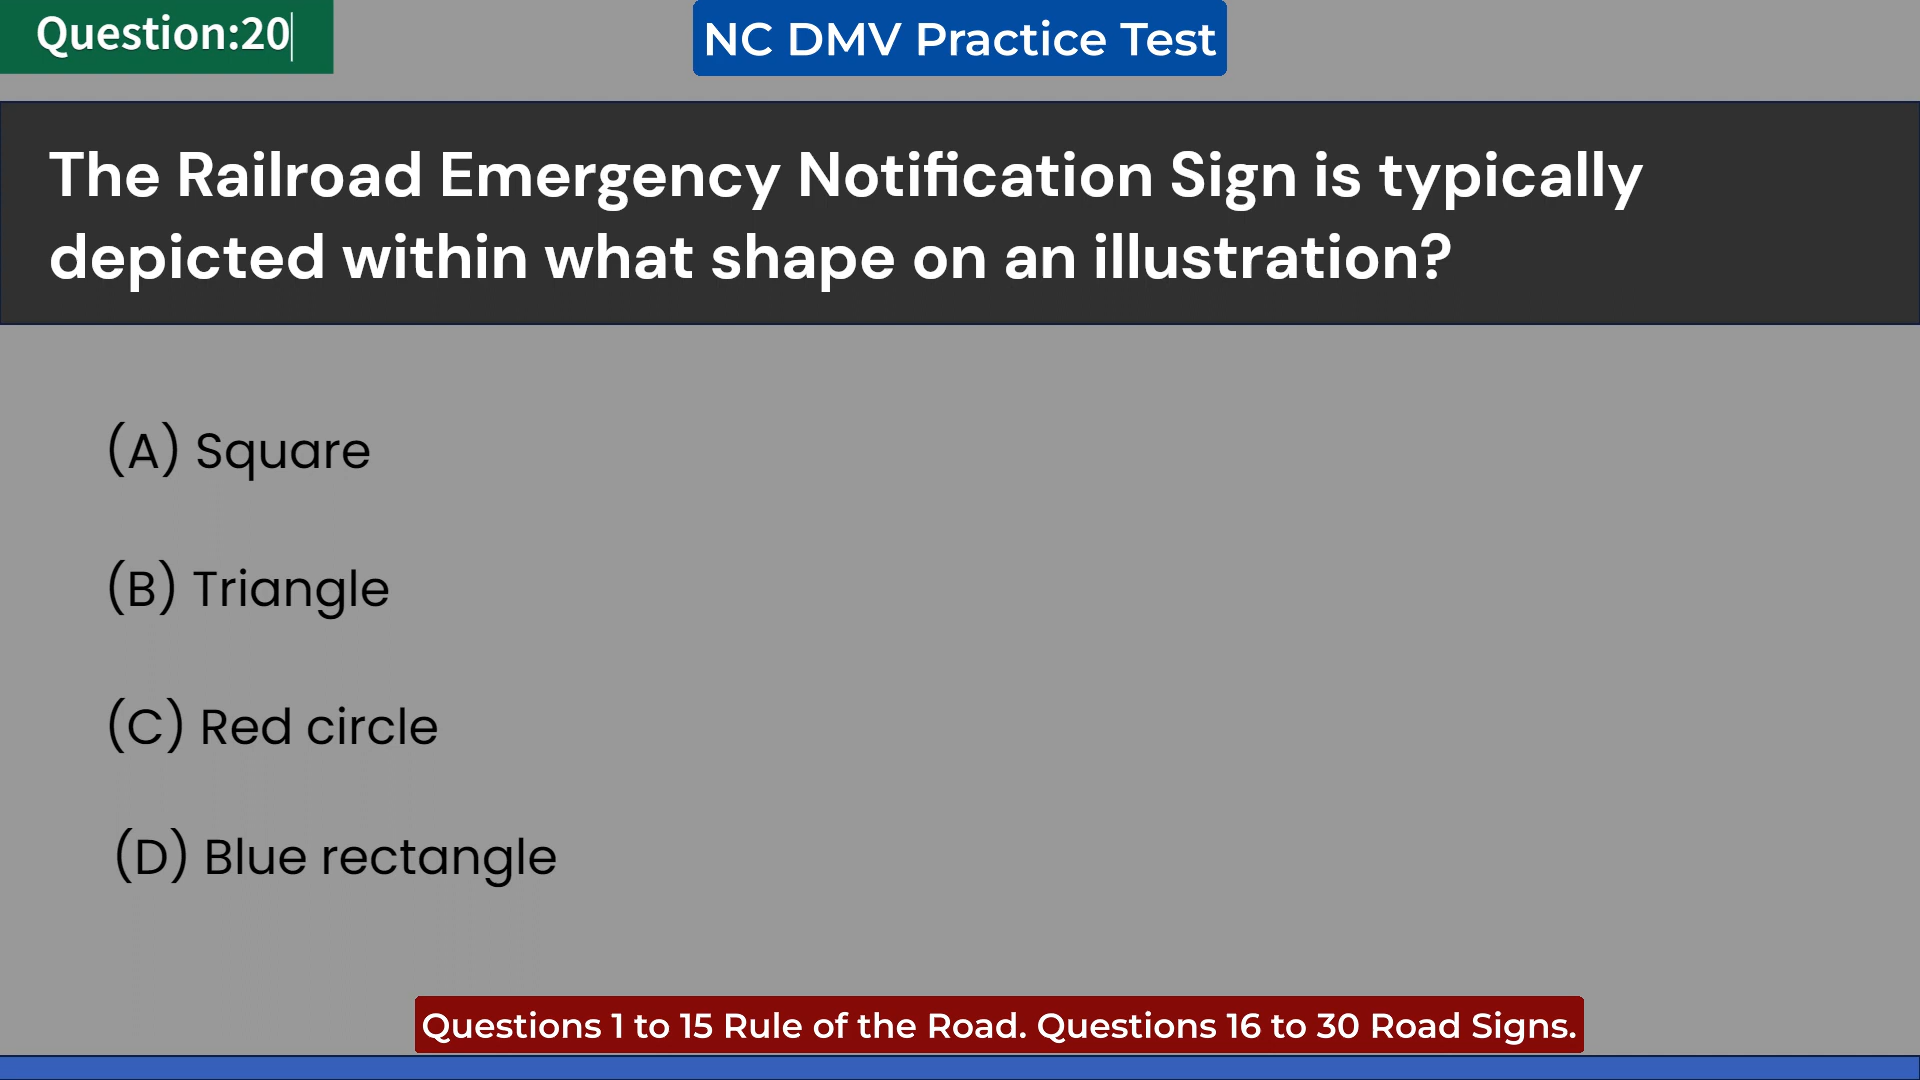 Question:20
NC DMV Practice Test
The Railroad Emergency Notification Sign is typically
depicted within what shape on an illustration?
(A) Square
(B) Triangle
(C) Red circle
(D) Blue rectangle
Questions 1 to 15 Rule of the Road. Questions 16 to 30 Road Signs.